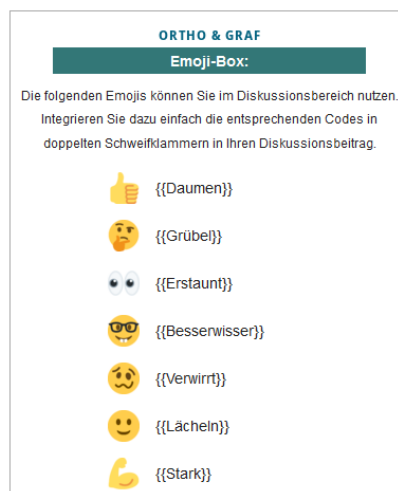 ORTHO & GRAF
Emoji-Box:
Die folgenden Emojis können Sie im Diskussionsbereich nutzen.
Integrieren Sie dazu einfach die entsprechenden Codes in
doppelten Schweifklammern in Ihren Diskussionsbeitrag.
{{Daumen}}
{{Grübel}}
{{Erstaunt}}
{{Besserwisser}}
{{Verwirrt}}
{{Lächeln}}
{{Stark}}